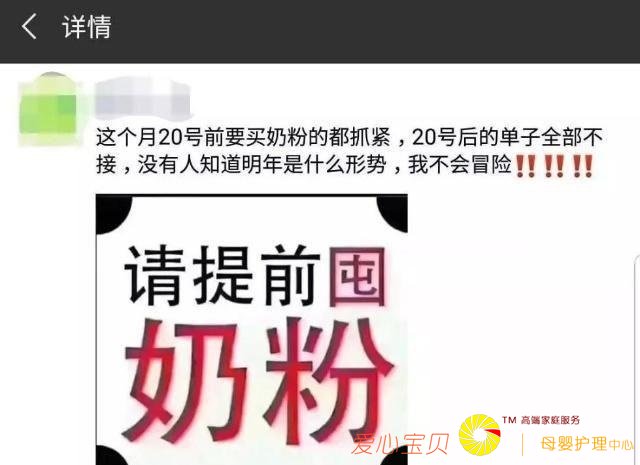 详情
这个月20号前要买奶粉的都抓紧，20号后的单子全部不
接，没有人知道明年是什么形势，我不会冒险‼️‼️‼️
请提前囤
奶粉
爱心宝贝 TM 高端家庭服务
母婴护理中心